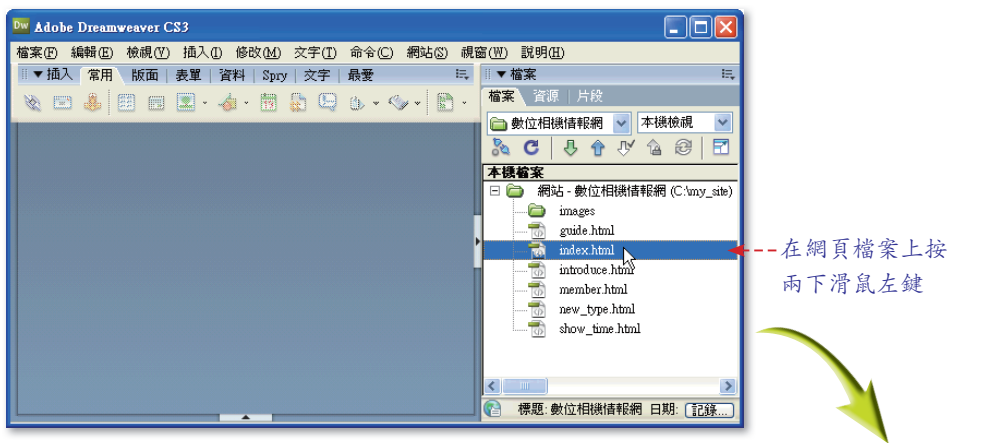 Dw Adobe Dreamweaver CS3
檔案(F) 編輯(E) 檢視(V) 插入(I) 修改(M) 文字(T) 命令(C) 網站(S) 視窗(W) 說明(H)
▼插入 常用 版面 表單 資料 Spry 文字 最愛
▼檔案
檔案 資源 片段
數位相機情報網 本機檢視
本機檔案
網站 - 數位相機情報網 (C:\my_site)
images
guide.html
index.html
introduce.html
member.html
new_type.html
show_time.html
標題: 數位相機情報網 日期: 記錄...
在網頁檔案上按
兩下滑鼠左鍵